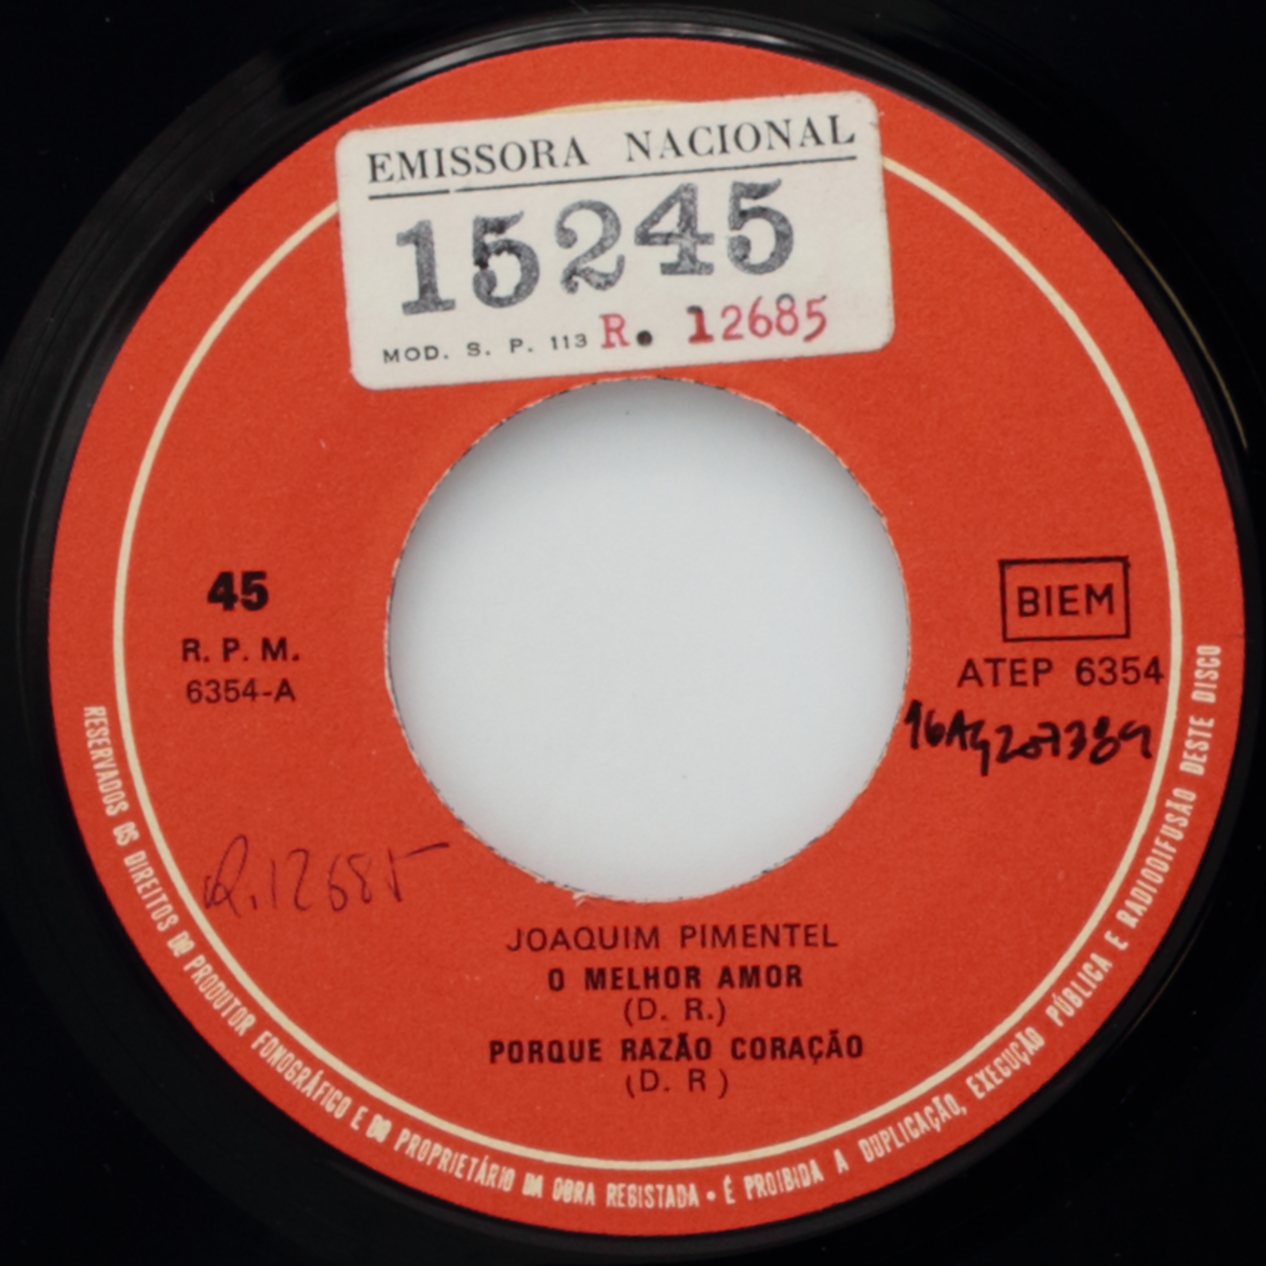 EMISSORA NACIONAL
15245
MOD. S. P. 113 R. 12685
45
R. P. M.
6354-A
BIEM
ATEP 6354
R.12685
JOAQUIM PIMENTEL
O MELHOR AMOR
(D. R.)
PORQUE RAZÃO CORAÇÃO
(D. R )
RESERVADOS OS DIREITOS DO PRODUTOR FONOGRÁFICO E DO PROPRIETÁRIO DA OBRA REGISTADA • É PROIBIDA A DUPLICAÇÃO, EXECUÇÃO PÚBLICA E RADIODIFUSÃO DESTE DISCO